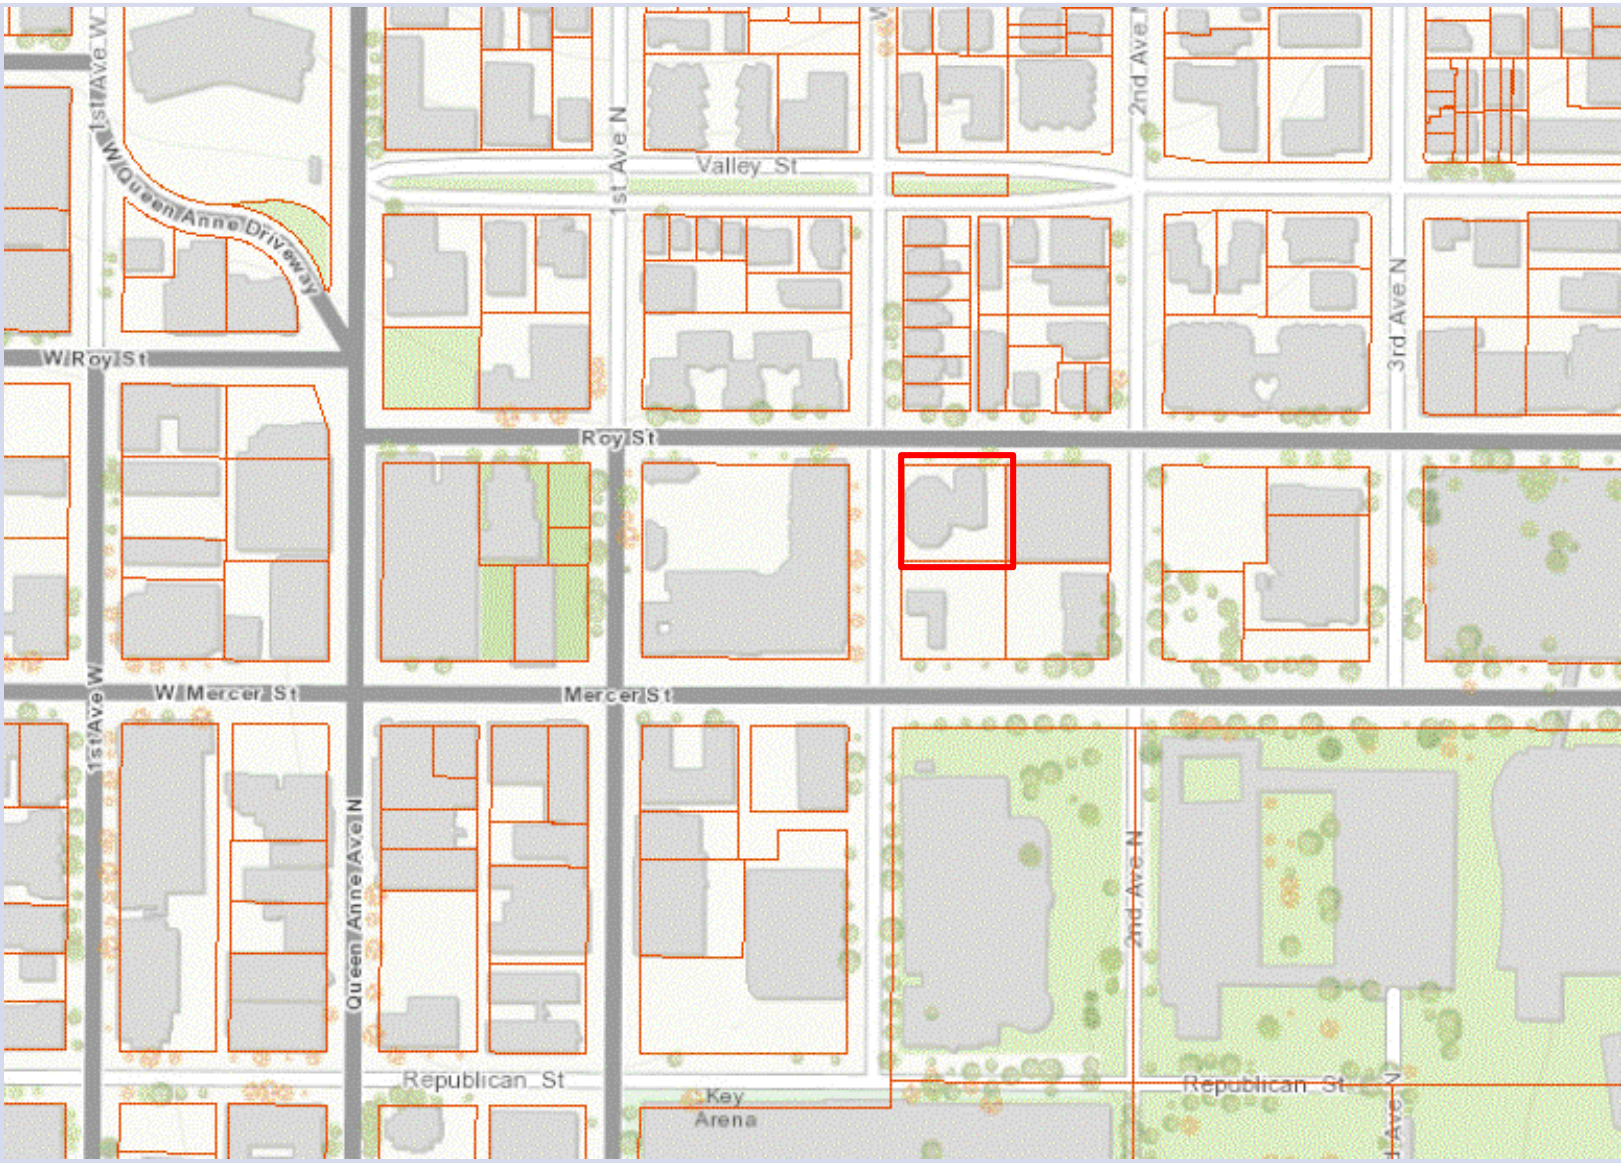 1st Ave W
2nd Ave N
W Queen Anne Driveway
1st Ave N
Valley St
3rd Ave N
W Roy St
Roy St
W Mercer St
Mercer St
1st Ave W
Queen Anne Ave N
2nd Ave N
Republican St
Republican St
Key
Arena
Ave N